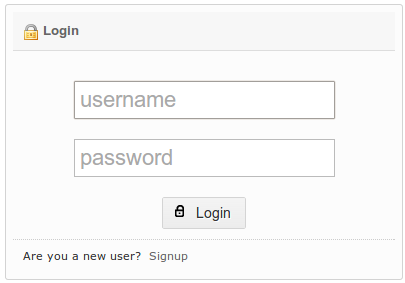 Login
username
password
Login
Are you a new user? Signup